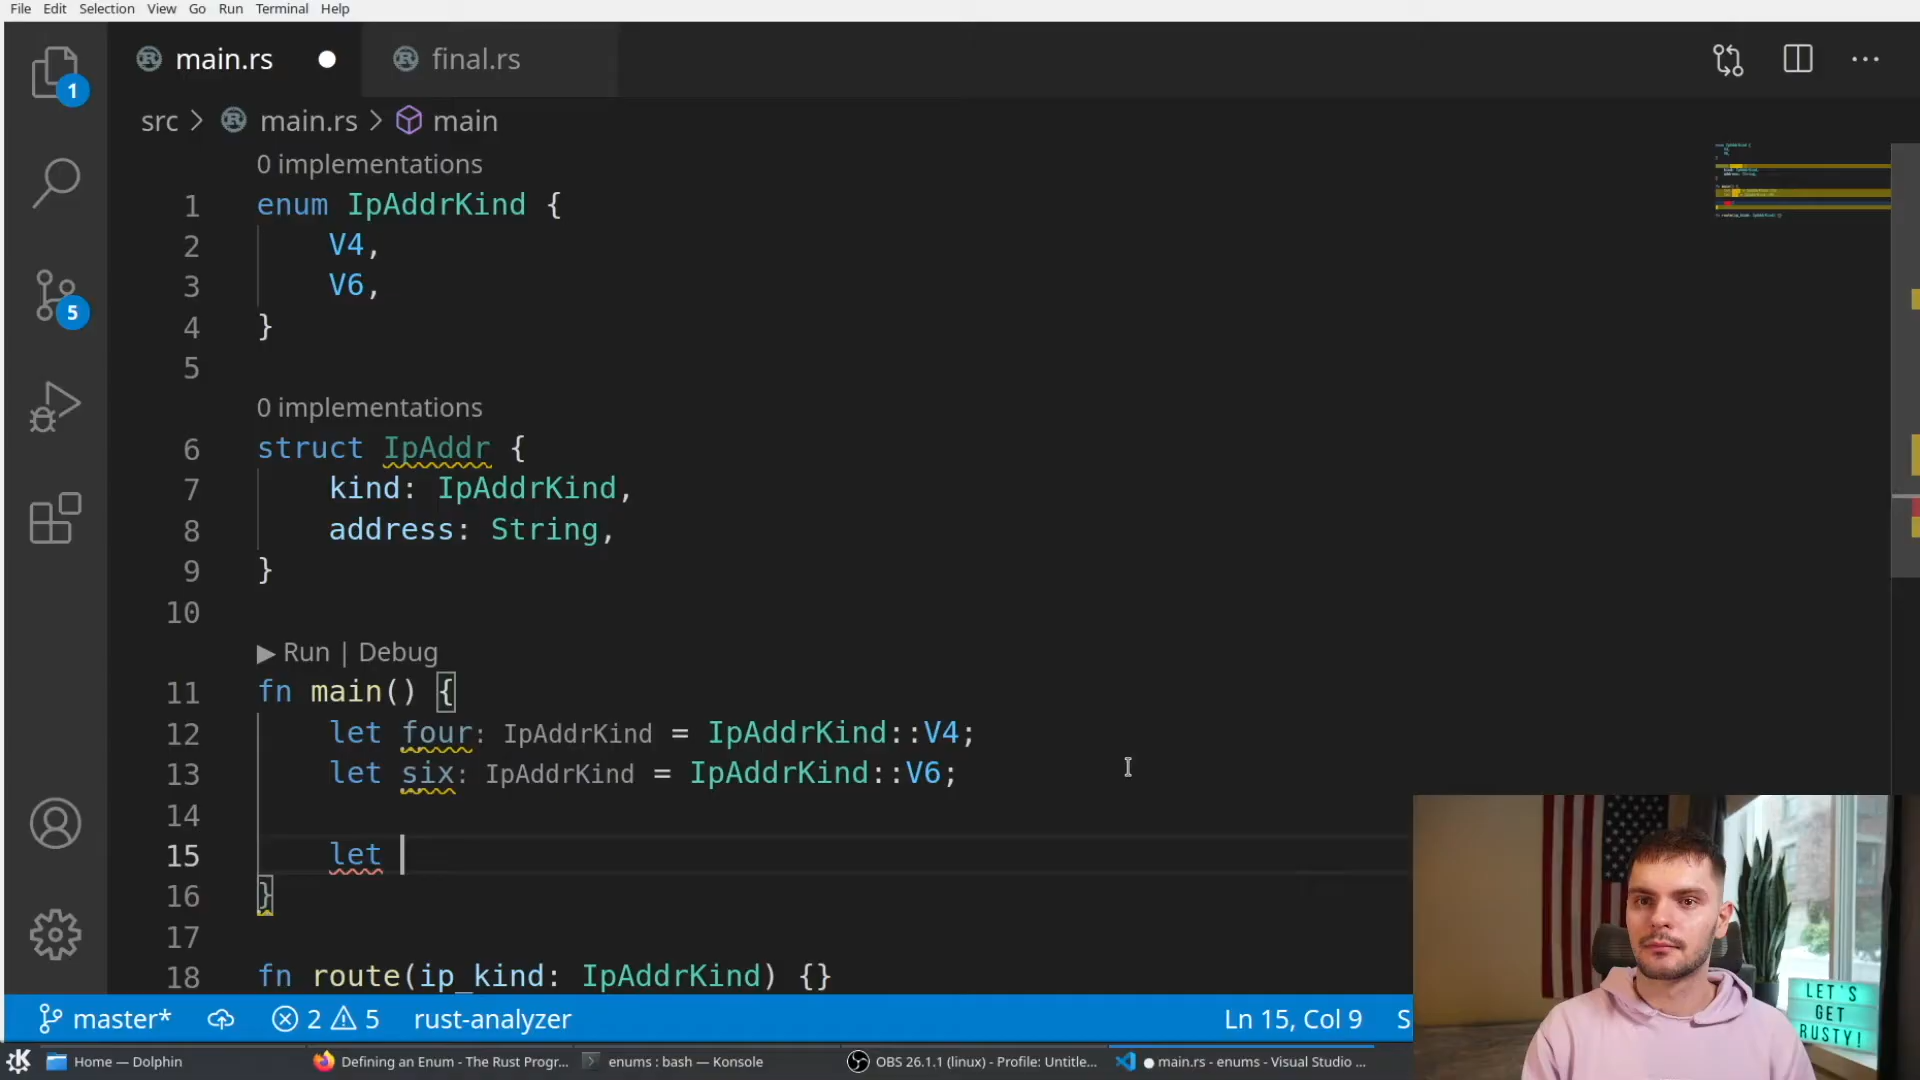 File Edit Selection View Go Run Terminal Help
main.rs final.rs
1
src > main.rs > main
0 implementations
1 enum IpAddrKind {
2 V4,
3 V6,
4 }
5
5
0 implementations
6 struct IpAddr {
7 kind: IpAddrKind,
8 address: String,
9 }
10
▶ Run | Debug
11 fn main() {
12 let four: IpAddrKind = IpAddrKind::V4;
13 let six: IpAddrKind = IpAddrKind::V6;
14
15 let
16 }
17
18 fn route(ip_kind: IpAddrKind) {}
LET'S
GET
RUSTY!
master* 2 5 rust-analyzer Ln 15, Col 9 S
Home — Dolphin Defining an Enum - The Rust Progr... enums : bash — Konsole OBS 26.1.1 (linux) - Profile: Untitle... ● main.rs - enums - Visual Studio ...